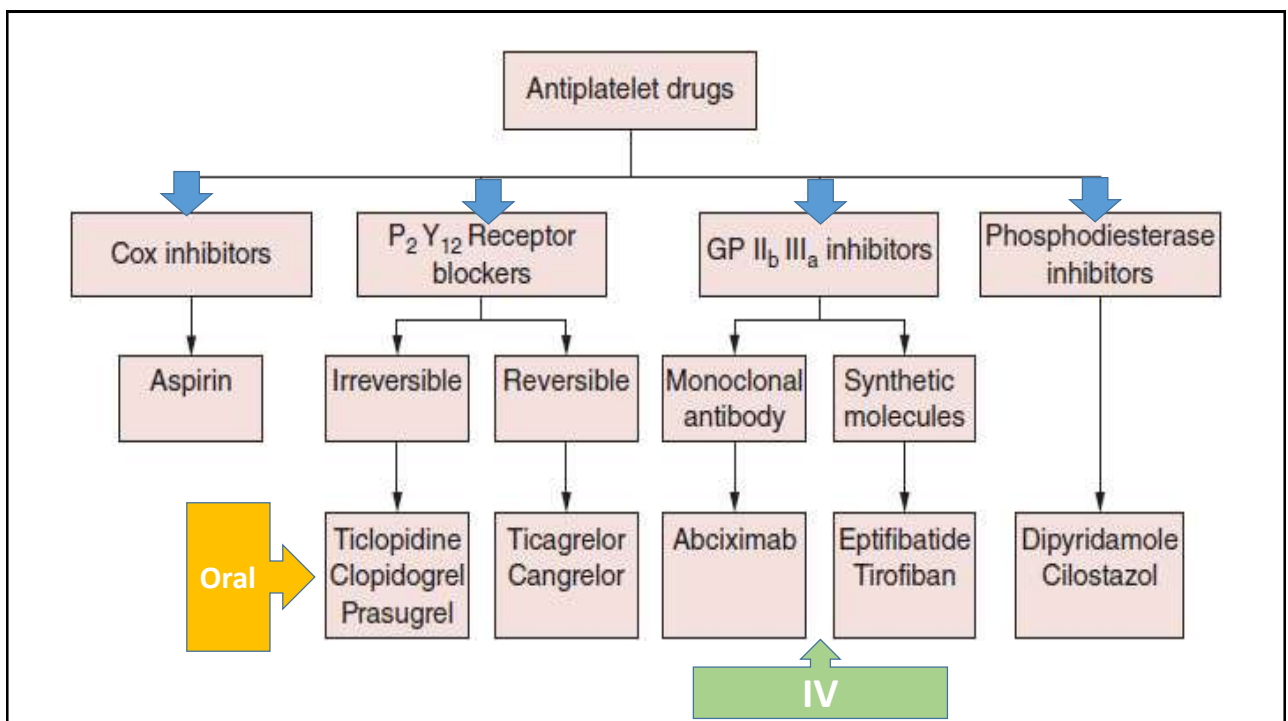 Antiplatelet drugs
Cox inhibitors
P₂ Y₁₂ Receptor
blockers
GP IIb IIIa inhibitors
Phosphodiesterase
inhibitors
Aspirin
Irreversible
Reversible
Monoclonal
antibody
Synthetic
molecules
Oral
Ticlopidine
Clopidogrel
Prasugrel
Ticagrelor
Cangrelor
Abciximab
Eptifibatide
Tirofiban
Dipyridamole
Cilostazol
IV